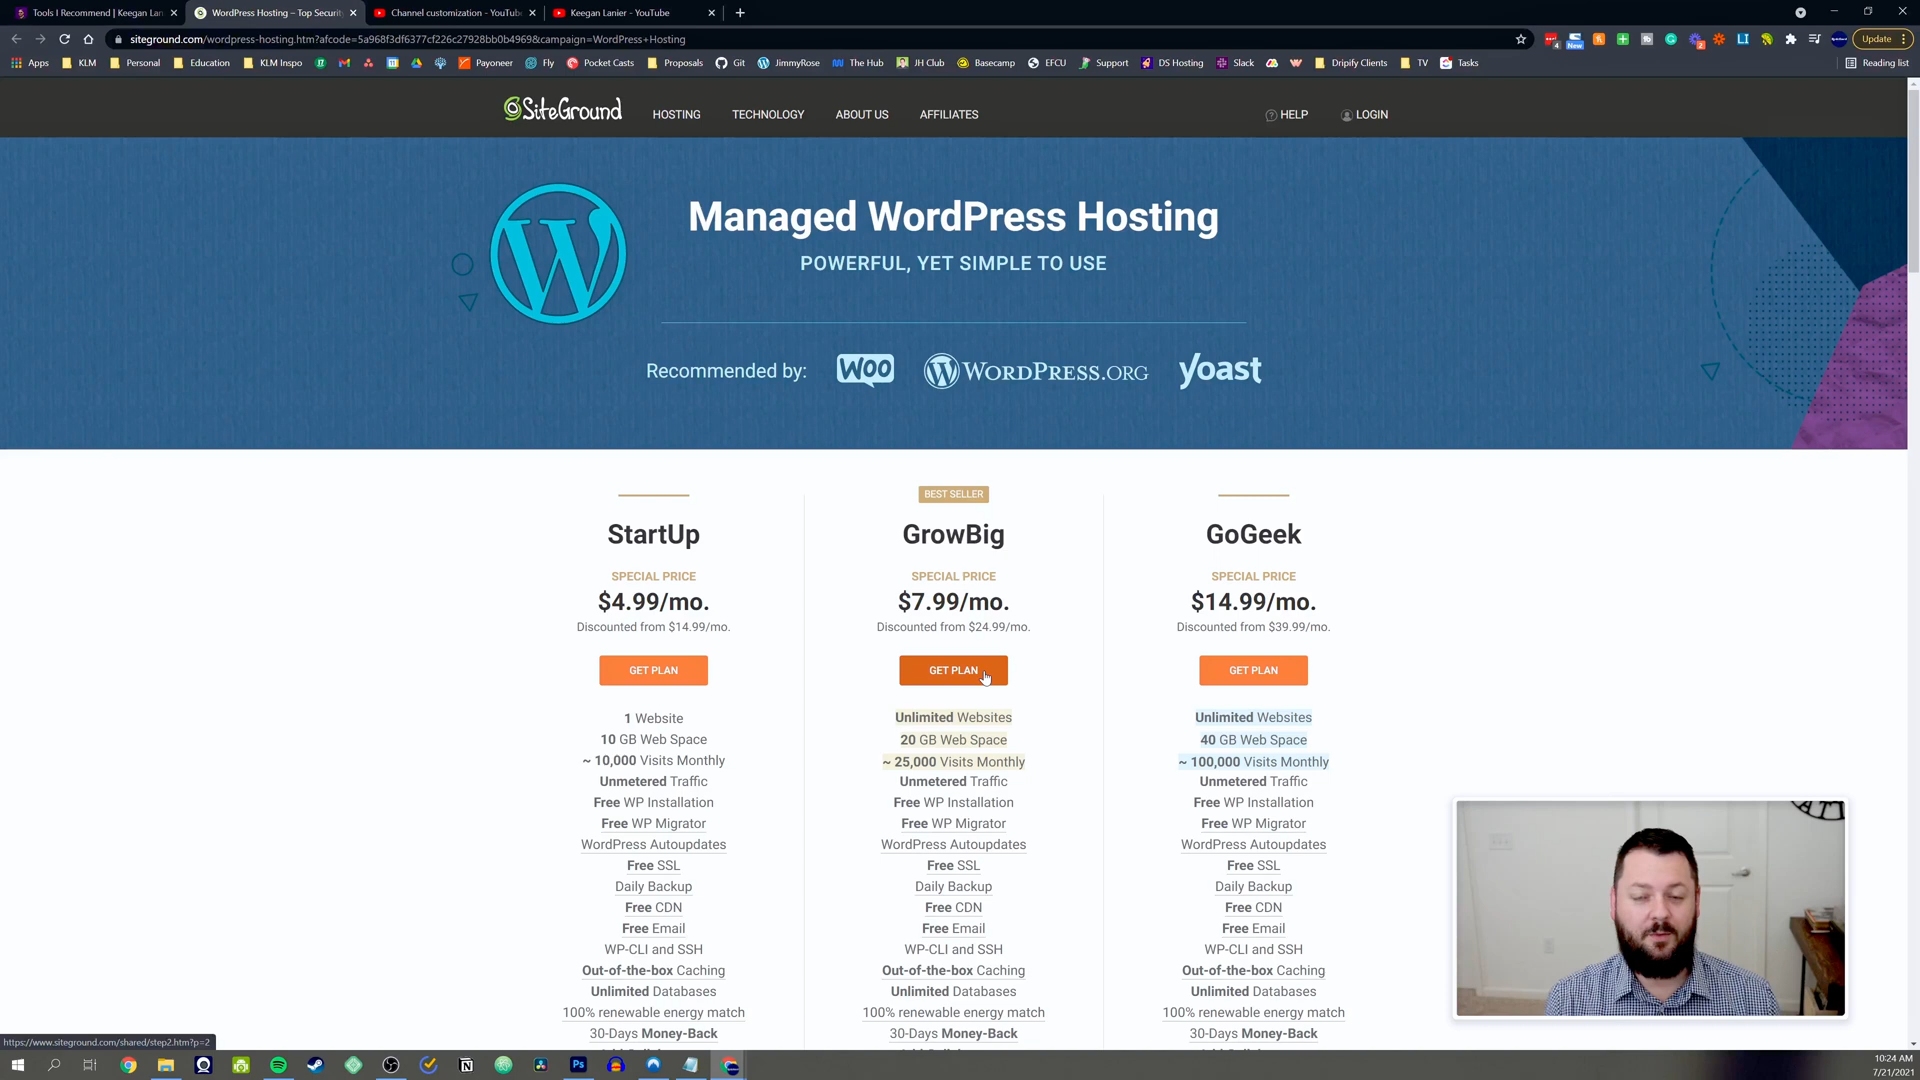 Tools I Recommend | Keegan Lan
WordPress Hosting – Top Security
Channel customization - YouTub
Keegan Lanier - YouTube
siteground.com/wordpress-hosting.htm?afcode=5a968f3df6377cf226c27928bb0b4969&campaign=WordPress+Hosting
4
New
2
Update
Apps
KLM
Personal
Education
KLM Inspo
Payoneer
Fly
Pocket Casts
Proposals
Git
JimmyRose
The Hub
JH Club
Basecamp
EFCU
Support
DS Hosting
Slack
Dripify Clients
TV
Tasks
Reading list
SiteGround
HOSTING
TECHNOLOGY
ABOUT US
AFFILIATES
HELP
LOGIN
Managed WordPress Hosting
POWERFUL, YET SIMPLE TO USE
Recommended by:
WOO
WORDPRESS.ORG
yoast
StartUp
SPECIAL PRICE
$4.99/mo.
Discounted from $14.99/mo.
GET PLAN
1 Website
10 GB Web Space
~ 10,000 Visits Monthly
Unmetered Traffic
Free WP Installation
Free WP Migrator
WordPress Autoupdates
Free SSL
Daily Backup
Free CDN
Free Email
WP-CLI and SSH
Out-of-the-box Caching
Unlimited Databases
100% renewable energy match
30-Days Money-Back
BEST SELLER
GrowBig
SPECIAL PRICE
$7.99/mo.
Discounted from $24.99/mo.
GET PLAN
Unlimited Websites
20 GB Web Space
~ 25,000 Visits Monthly
Unmetered Traffic
Free WP Installation
Free WP Migrator
WordPress Autoupdates
Free SSL
Daily Backup
Free CDN
Free Email
WP-CLI and SSH
Out-of-the-box Caching
Unlimited Databases
100% renewable energy match
30-Days Money-Back
GoGeek
SPECIAL PRICE
$14.99/mo.
Discounted from $39.99/mo.
GET PLAN
Unlimited Websites
40 GB Web Space
~ 100,000 Visits Monthly
Unmetered Traffic
Free WP Installation
Free WP Migrator
WordPress Autoupdates
Free SSL
Daily Backup
Free CDN
Free Email
WP-CLI and SSH
Out-of-the-box Caching
Unlimited Databases
100% renewable energy match
30-Days Money-Back
https://www.siteground.com/shared/step2.htm?p=2
10:24 AM
7/21/2021